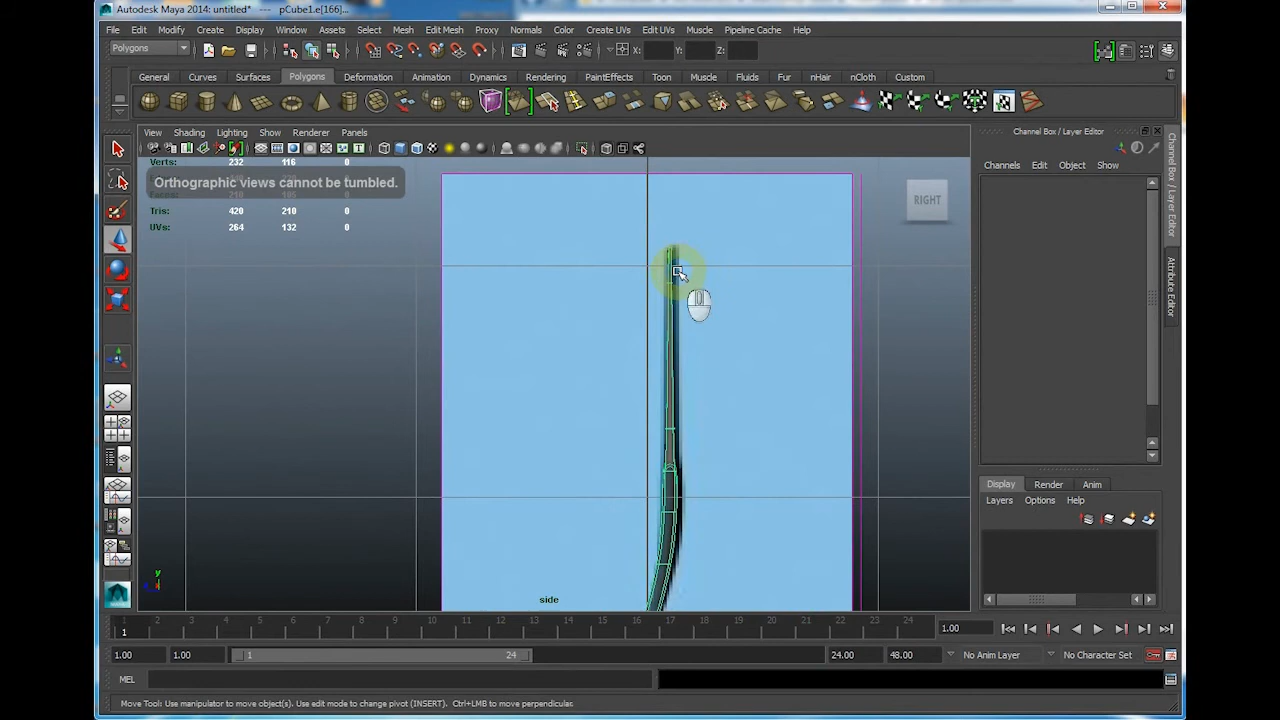 Autodesk Maya 2014: untitled* --- pCube1.e[166]...
File Edit Modify Create Display Window Assets Select Mesh Edit Mesh Proxy Normals Color Create UVs Edit UVs Muscle Pipeline Cache Help
Polygons X: Y: Z:
General Curves Surfaces Polygons Deformation Animation Dynamics Rendering PaintEffects Toon Muscle Fluids Fur nHair nCloth Custom
View Shading Lighting Show Renderer Panels
Channel Box / Layer Editor
Channels Edit Object Show
Channel Box / Layer Editor
Attribute Editor
Verts: 232 116 0
Orthographic views cannot be tumbled.
Tris: 420 210 0
UVs: 264 132 0
RIGHT
Display Render Anim
Layers Options Help
y
side
1 2 3 4 5 6 7 8 9 10 11 12 13 14 15 16 17 18 19 20 21 22 23 24
1 1.00
1.00 1.00 1 24 24.00 48.00 No Anim Layer No Character Set
MEL
Move Tool: Use manipulator to move object(s). Use edit mode to change pivot (INSERT). Ctrl+LMB to move perpendicular.